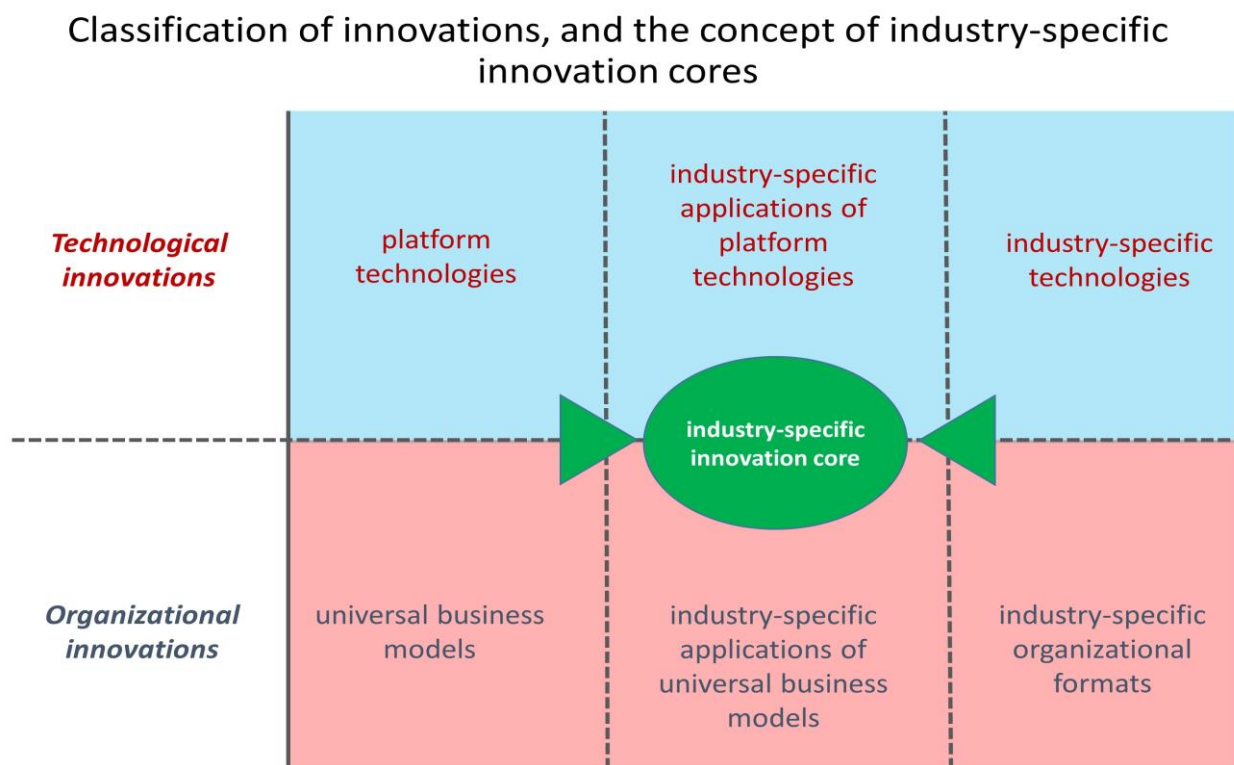 Classification of innovations, and the concept of industry-specific
innovation cores
Technological
innovations
platform
technologies
industry-specific
applications of
platform
technologies
industry-specific
technologies
industry-specific
innovation core
Organizational
innovations
universal business
models
industry-specific
applications of
universal business
models
industry-specific
organizational
formats